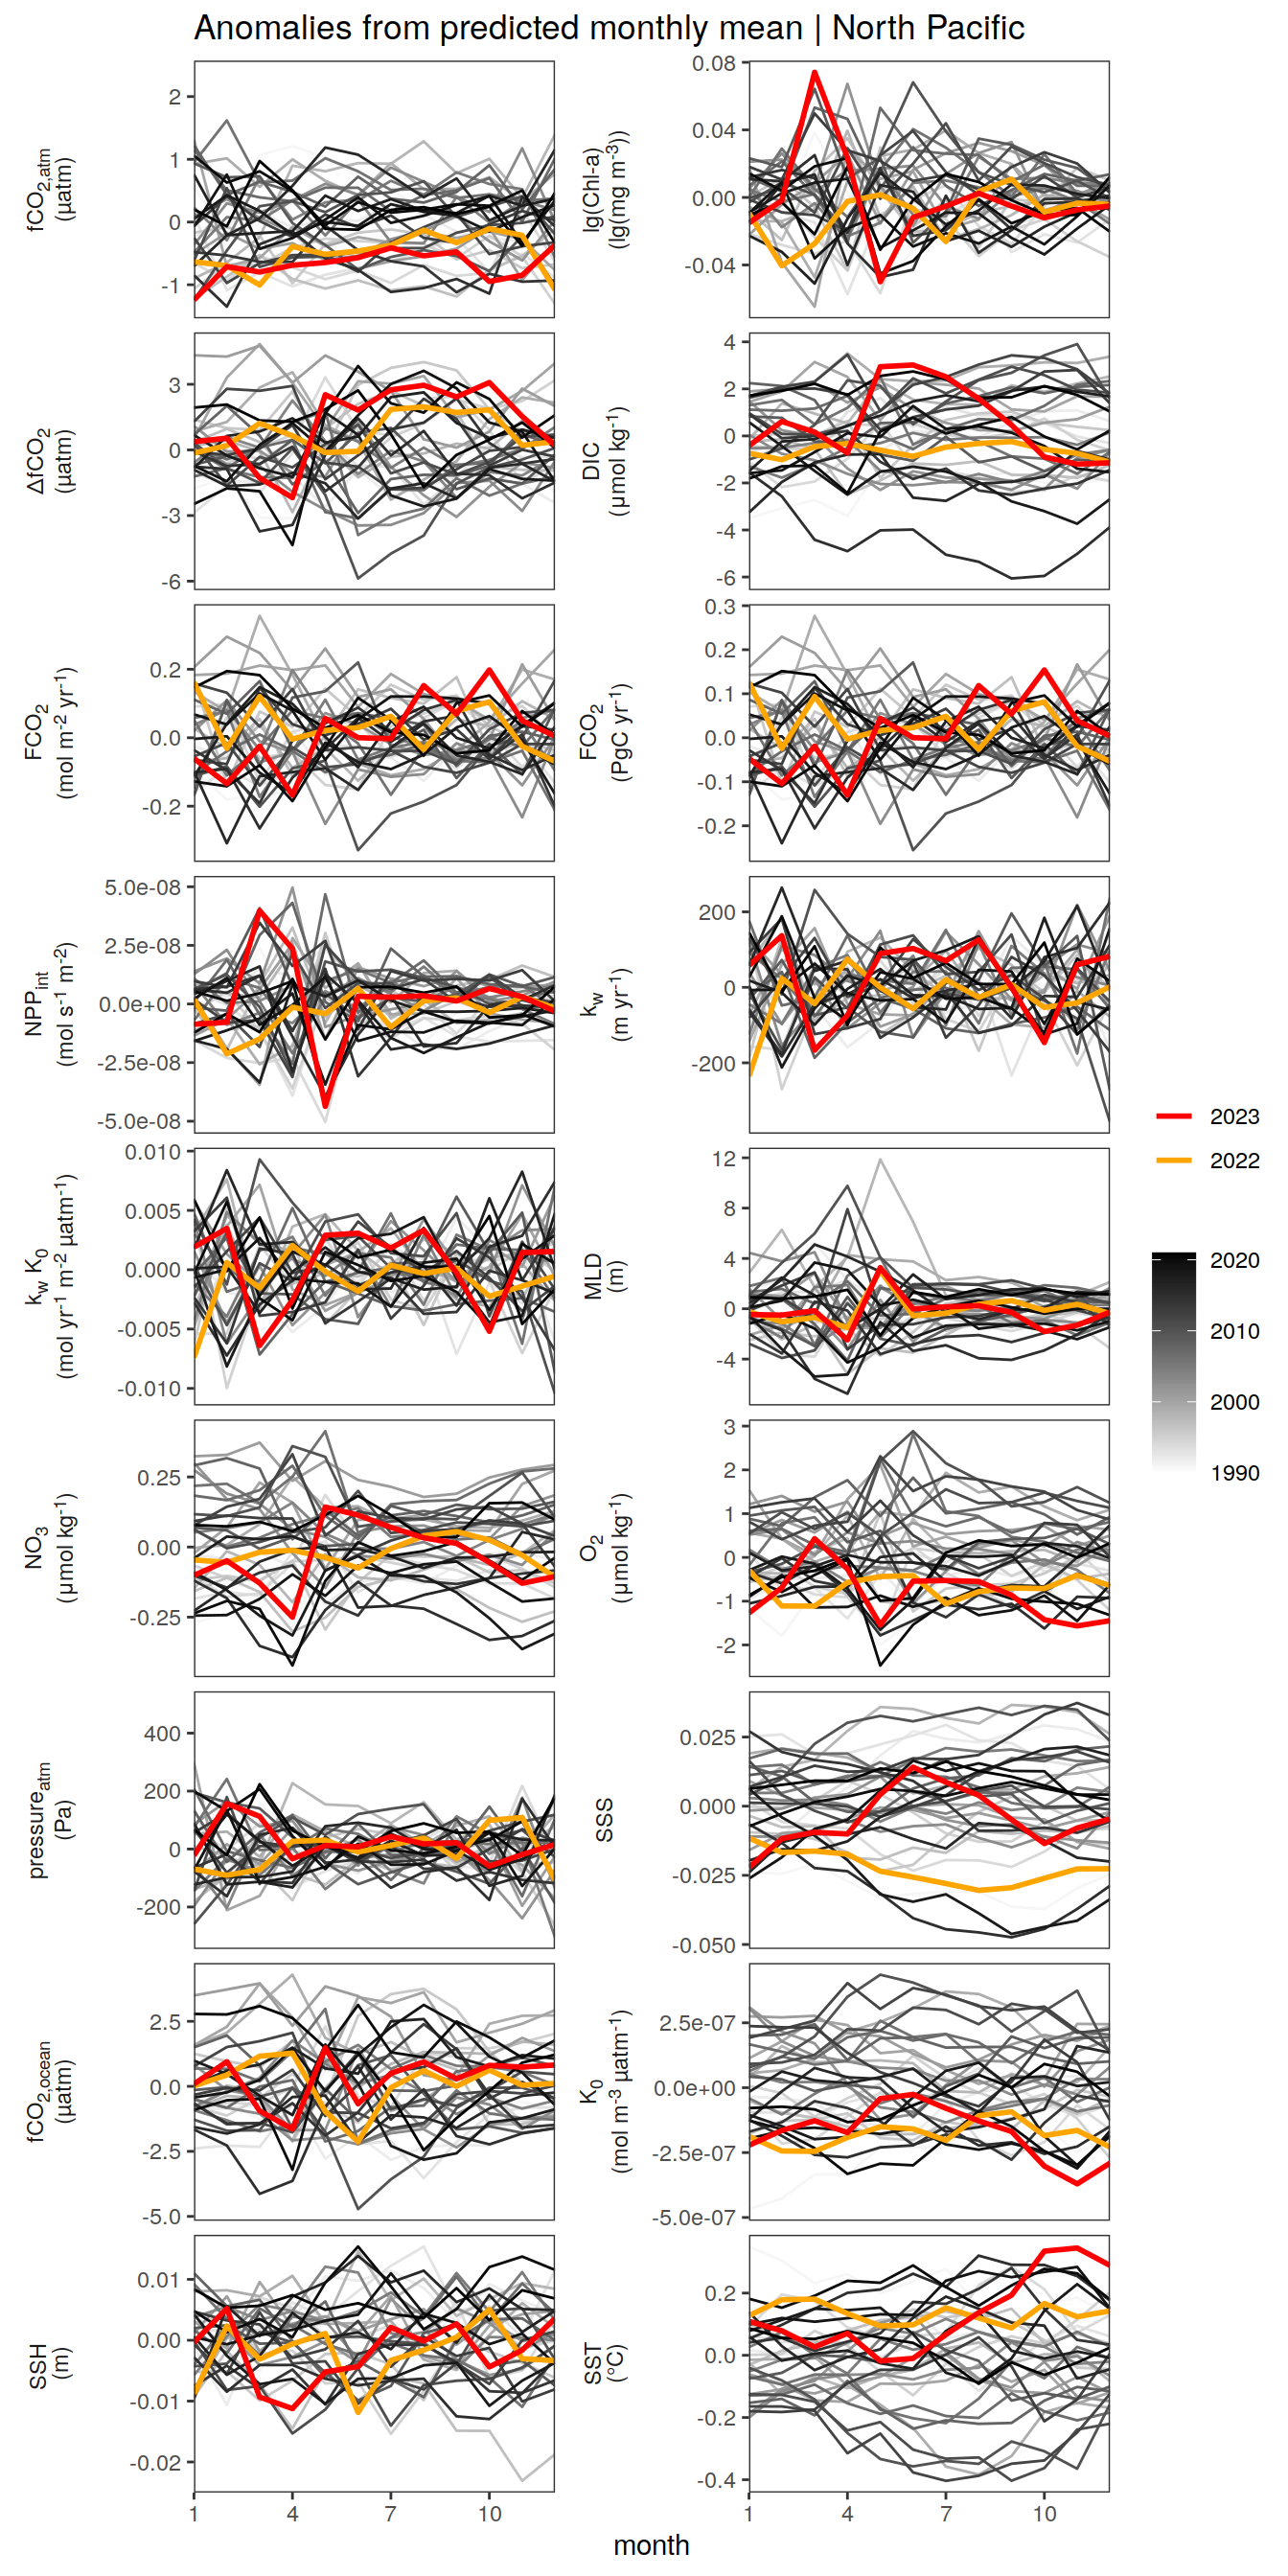 Anomalies from predicted monthly mean | North Pacific
fCO2,atm
(µatm)
2
1
0
-1
lg(Chl-a)
(lg(mg m-3))
0.08
0.04
0.00
-0.04
ΔfCO2
(µatm)
3
0
-3
-6
DIC
(µmol kg-1)
4
2
0
-2
-4
-6
FCO2
(mol m-2 yr-1)
0.2
0.0
-0.2
FCO2
(PgC yr-1)
0.3
0.2
0.1
0.0
-0.1
-0.2
NPPint
(mol s-1 m-2)
5.0e-08
2.5e-08
0.0e+00
-2.5e-08
-5.0e-08
kw
(m yr-1)
200
0
-200
kw K0
(mol yr-1 m-2 µatm-1)
0.010
0.005
0.000
-0.005
-0.010
MLD
(m)
12
8
4
0
-4
NO3
(µmol kg-1)
0.25
0.00
-0.25
O2
(µmol kg-1)
3
2
1
0
-1
-2
pressureatm
(Pa)
400
200
0
-200
SSS
0.025
0.000
-0.025
-0.050
fCO2,ocean
(µatm)
2.5
0.0
-2.5
-5.0
K0
(mol m-3 µatm-1)
2.5e-07
0.0e+00
-2.5e-07
-5.0e-07
SSH
(m)
0.01
0.00
-0.01
-0.02
SST
(°C)
0.2
0.0
-0.2
-0.4
1 4 7 10
1 4 7 10
month
2023
2022
2020
2010
2000
1990